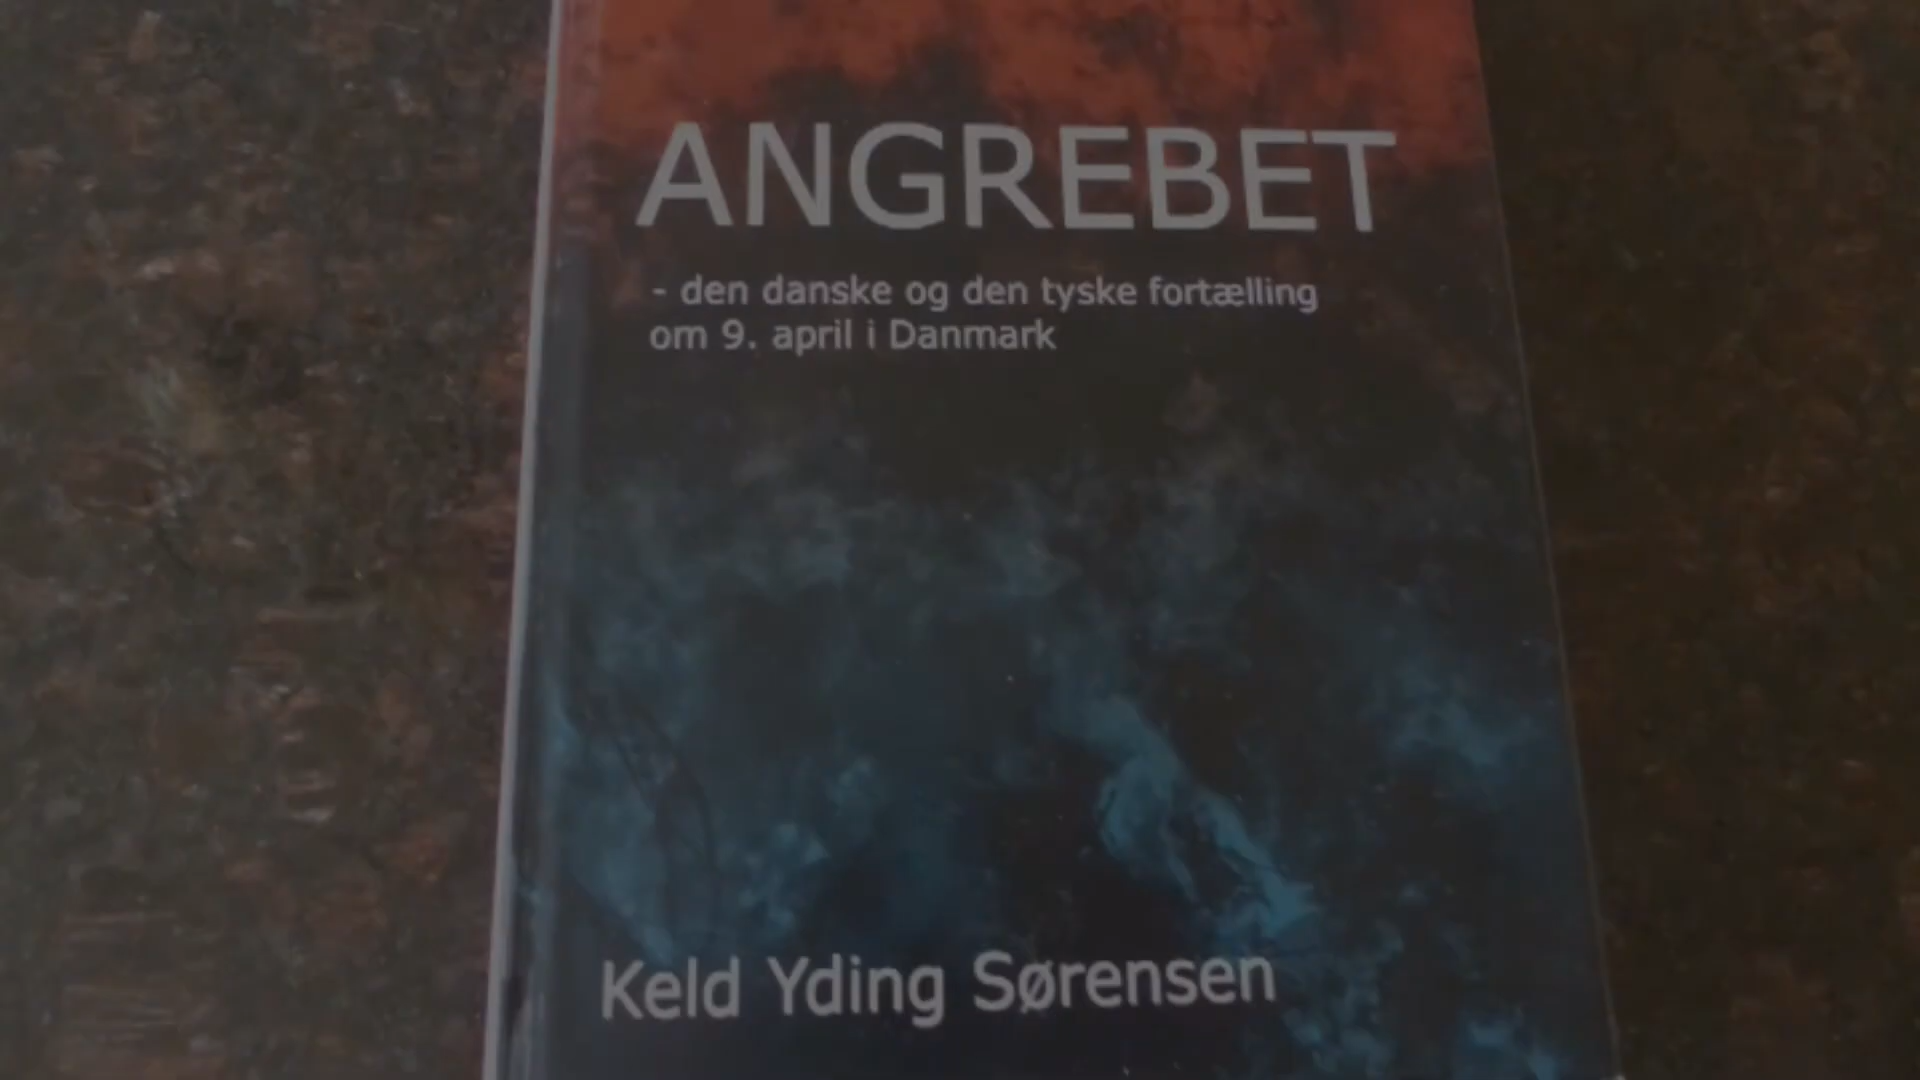 ANGREBET
- den danske og den tyske fortælling
om 9. april i Danmark
Keld Yding Sørensen